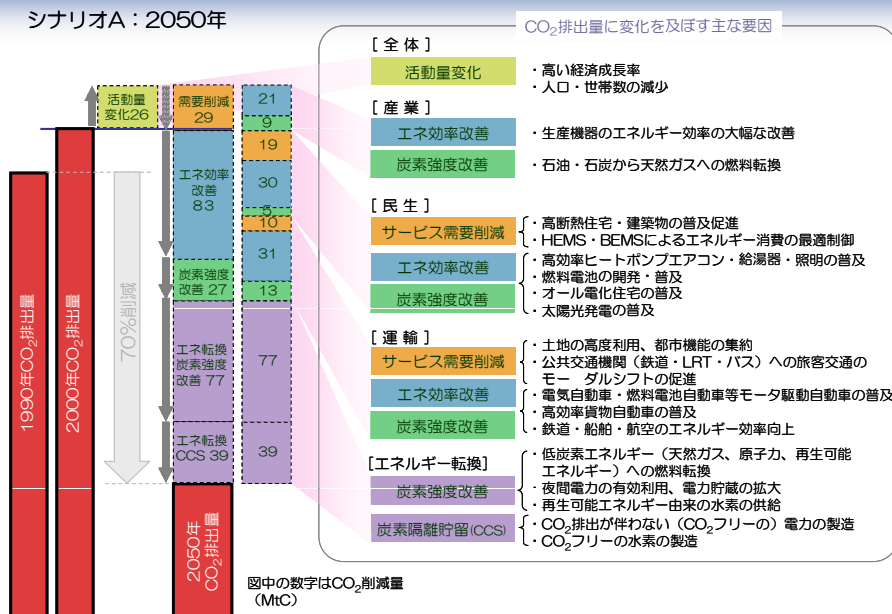 シナリオA：2050年
CO2排出量に変化を及ぼす主な要因
活動量
変化26
需要削減
29
エネ効率
改善
83
炭素強度
改善 27
エネ転換
炭素強度
改善 77
エネ転換
CCS 39
21
9
19
30
5
10
31
13
77
39
1990年CO2排出量
2000年CO2排出量
70%削減
2050年
CO2排出量
図中の数字はCO2削減量
（MtC）
［全体］
活動量変化
・高い経済成長率
・人口・世帯数の減少
［産業］
エネ効率改善
・生産機器のエネルギー効率の大幅な改善
炭素強度改善
・石油・石炭から天然ガスへの燃料転換
［民生］
サービス需要削減
・高断熱住宅・建築物の普及促進
・HEMS・BEMSによるエネルギー消費の最適制御
エネ効率改善
炭素強度改善
・高効率ヒートポンプエアコン・給湯器・照明の普及
・燃料電池の開発・普及
・オール電化住宅の普及
・太陽光発電の普及
［運輸］
サービス需要削減
・土地の高度利用、都市機能の集約
・公共交通機関（鉄道・LRT・バス）への旅客交通の
モー　ダルシフトの促進
エネ効率改善
炭素強度改善
・電気自動車・燃料電池自動車等モータ駆動自動車の普及
・高効率貨物自動車の普及
・鉄道・船舶・航空のエネルギー効率向上
［エネルギー転換］
炭素強度改善
・低炭素エネルギー（天然ガス、原子力、再生可能
エネルギー）への燃料転換
・夜間電力の有効利用、電力貯蔵の拡大
・再生可能エネルギー由来の水素の供給
炭素隔離貯留(CCS)
・CO2排出が伴わない（CO2フリーの）電力の製造
・CO2フリーの水素の製造